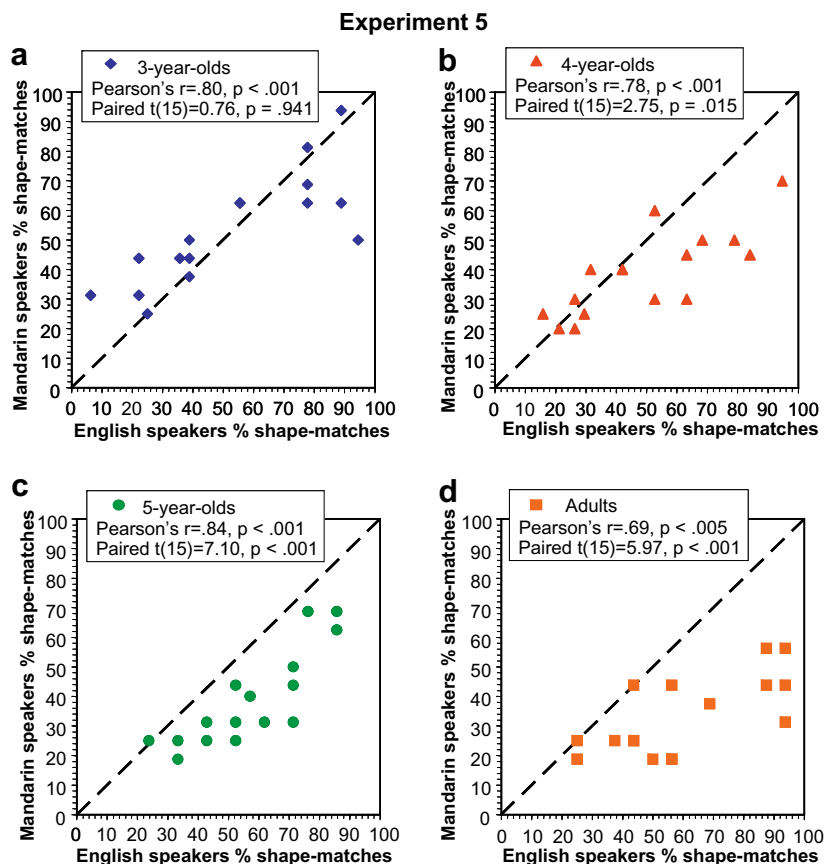 Experiment 5
a
3-year-olds
Pearson's r=.80, p < .001
Paired t(15)=0.76, p = .941
Mandarin speakers % shape-matches
100
90
80
70
60
50
40
30
20
10
0
0 10 20 30 40 50 60 70 80 90 100
English speakers % shape-matches
b
4-year-olds
Pearson's r=.78, p < .001
Paired t(15)=2.75, p = .015
Mandarin speakers % shape-matches
100
90
80
70
60
50
40
30
20
10
0
0 10 20 30 40 50 60 70 80 90 100
English speakers % shape-matches
c
5-year-olds
Pearson's r=.84, p < .001
Paired t(15)=7.10, p < .001
Mandarin speakers % shape-matches
100
90
80
70
60
50
40
30
20
10
0
0 10 20 30 40 50 60 70 80 90 100
English speakers % shape-matches
d
Adults
Pearson's r=.69, p < .005
Paired t(15)=5.97, p < .001
Mandarin speakers % shape-matches
100
90
80
70
60
50
40
30
20
10
0
0 10 20 30 40 50 60 70 80 90 100
English speakers % shape-matches